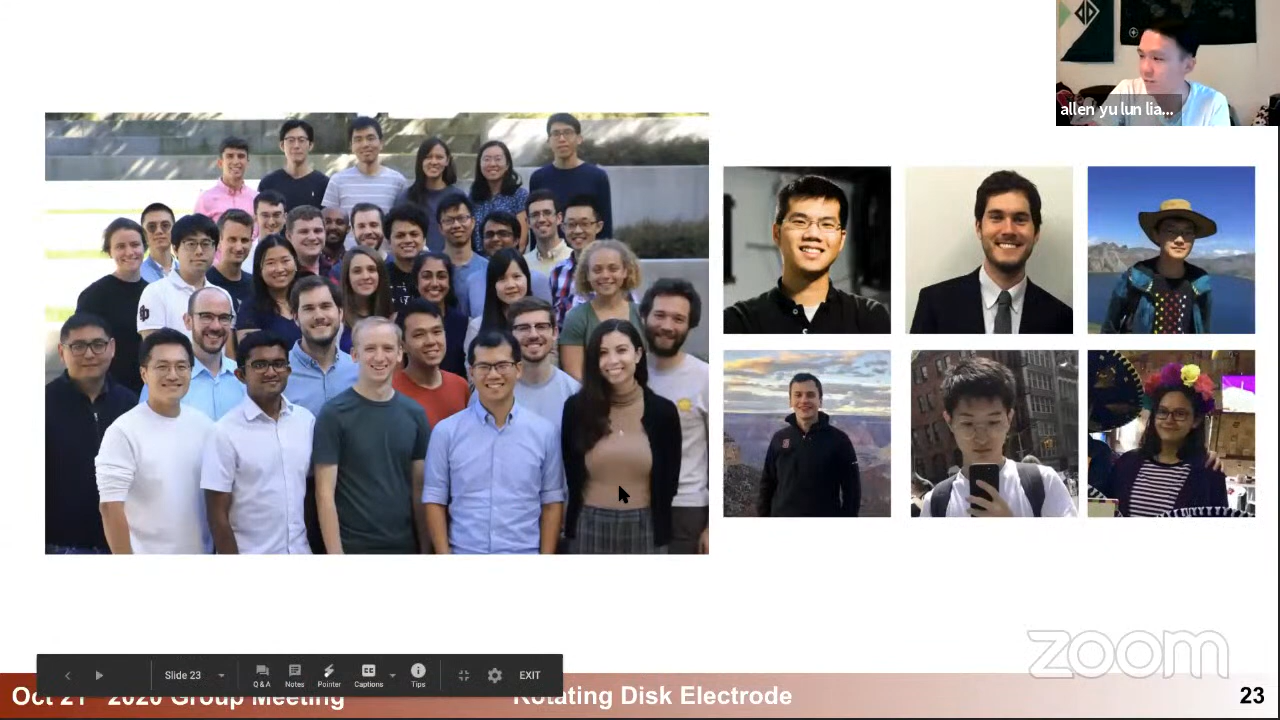 allen yu lun lia...
zoom
Slide 23
Q & A
Notes
Pointer
Captions
Tips
EXIT
Oct 21 2020 Group Meeting
Rotating Disk Electrode
23